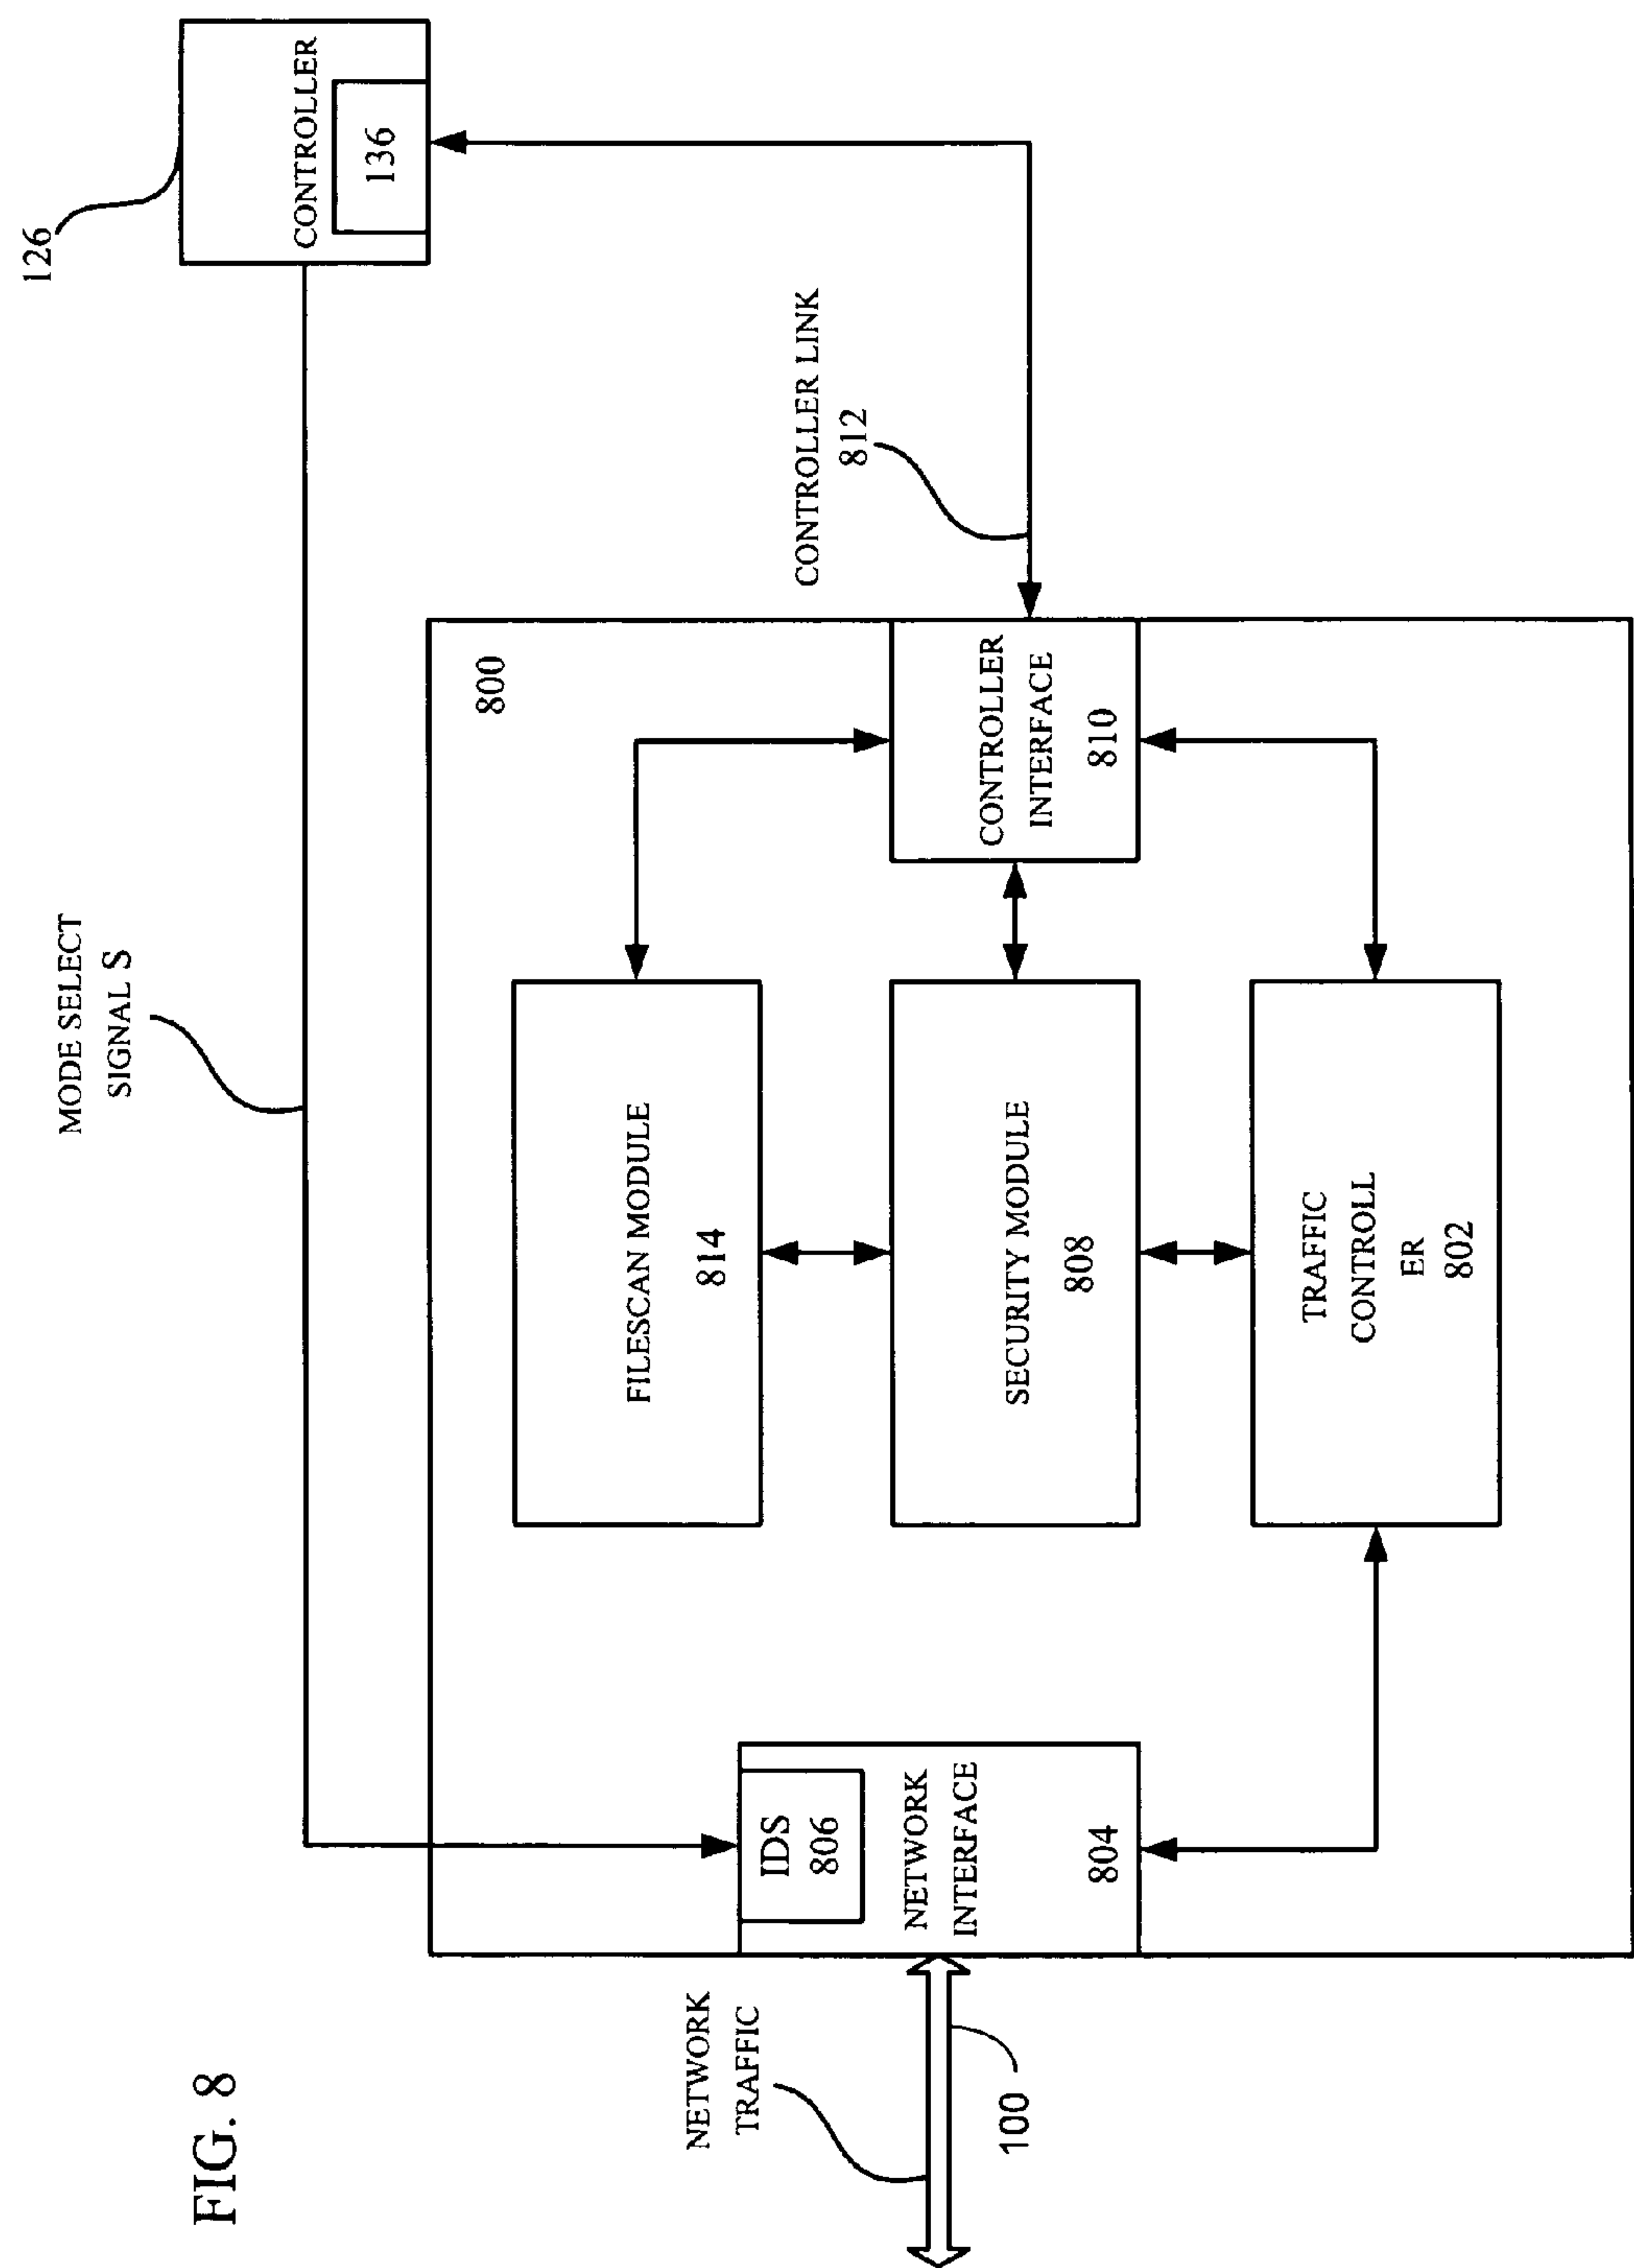 FIG. 8
MODE SELECT
SIGNAL S
126
CONTROLLER
136
800
FILESCAN MODULE
814
CONTROLLER LINK
812
NETWORK
TRAFFIC
100
IDS
806
NETWORK
INTERFACE
804
SECURITY MODULE
808
CONTROLLER
INTERFACE
810
TRAFFIC
CONTROLL
ER
802